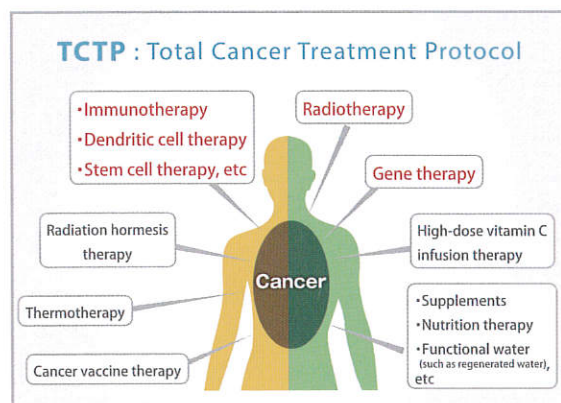 TCTP : Total Cancer Treatment Protocol
・Immunotherapy
・Dendritic cell therapy
・Stem cell therapy, etc
Radiotherapy
Gene therapy
Radiation hormesis
therapy
High-dose vitamin C
infusion therapy
Cancer
Thermotherapy
・Supplements
・Nutrition therapy
・Functional water
(such as regenerated water),
etc
Cancer vaccine therapy